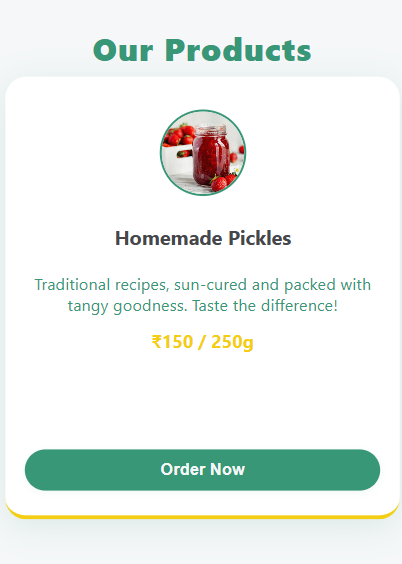 Our Products
Homemade Pickles
Traditional recipes, sun-cured and packed with
tangy goodness. Taste the difference!
₹150 / 250g
Order Now